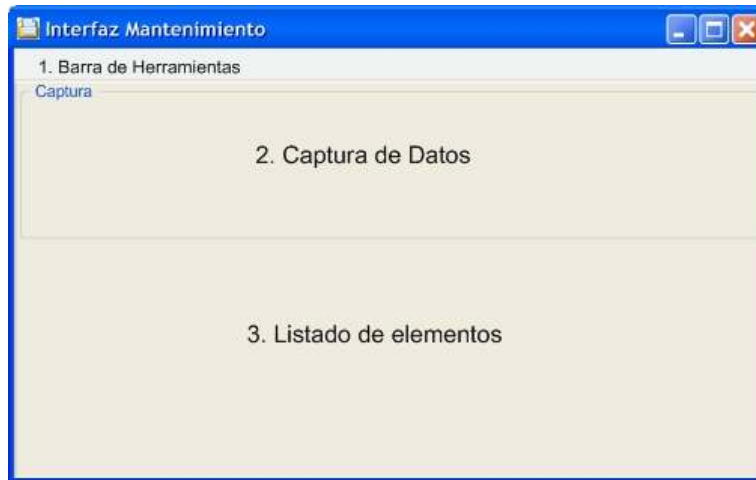 Interfaz Mantenimiento
1. Barra de Herramientas
Captura
2. Captura de Datos
3. Listado de elementos